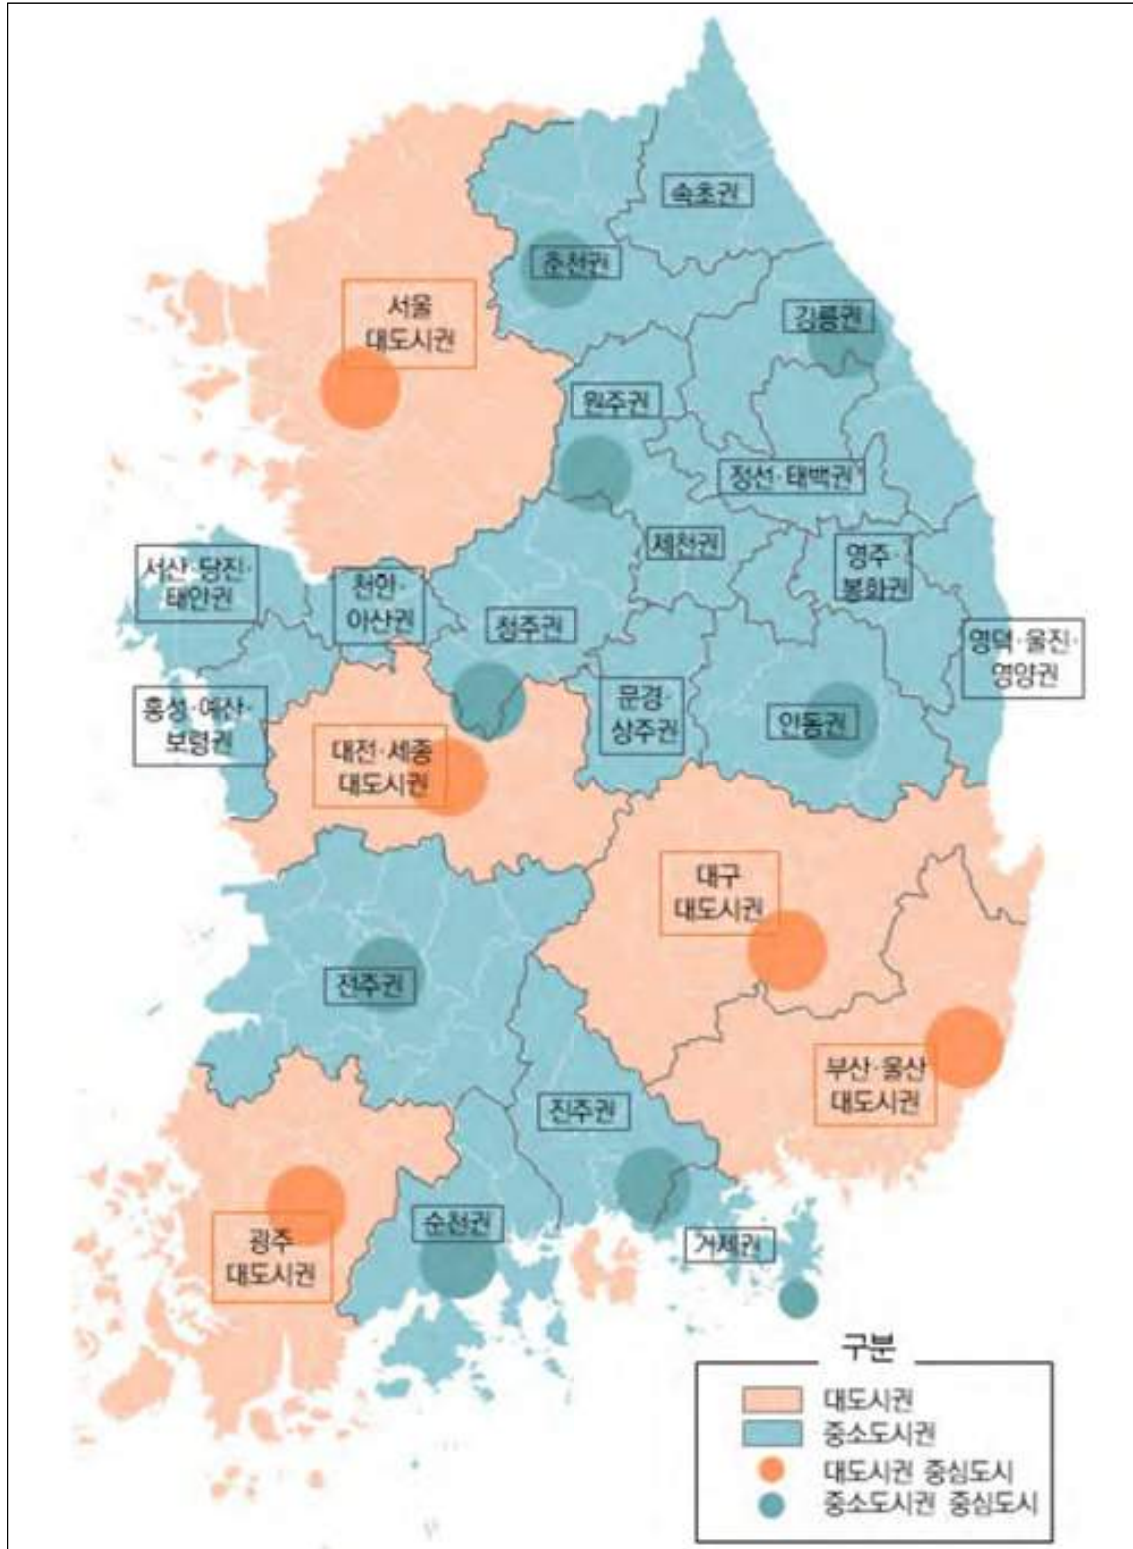 속초권
춘천권
서울
대도시권
강릉권
원주권
정선·태백권
제천권
영주·
봉화권
서산·당진·
태안권
천안·
아산권
청주권
영덕·울진·
영양권
홍성·예산·
보령권
문경·
상주권
안동권
대전·세종
대도시권
대구
대도시권
전주권
부산·울산
대도시권
진주권
순천권
광주
대도시권
거제권
구분
대도시권
중소도시권
대도시권 중심도시
중소도시권 중심도시